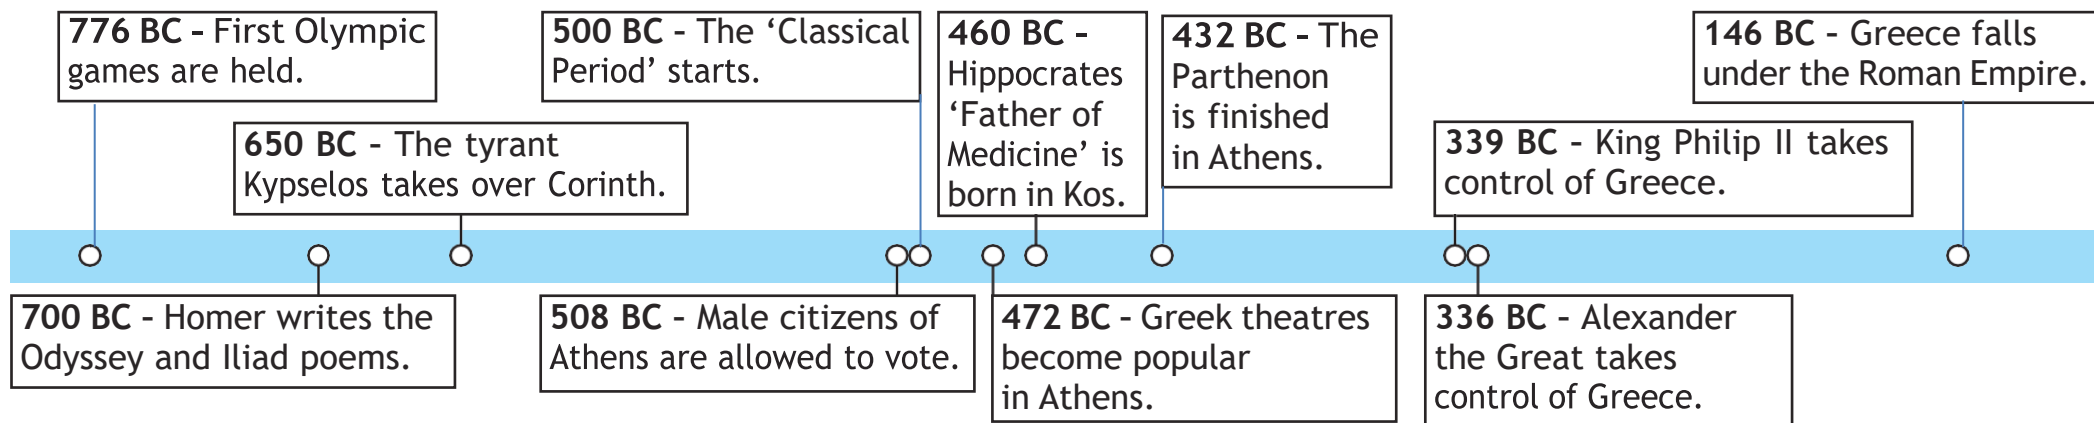 776 BC - First Olympic
games are held.
500 BC - The ‘Classical
Period’ starts.
460 BC -
Hippocrates
‘Father of
Medicine’ is
born in Kos.
432 BC - The
Parthenon
is finished
in Athens.
146 BC - Greece falls
under the Roman Empire.
650 BC - The tyrant
Kypselos takes over Corinth.
339 BC - King Philip II takes
control of Greece.
700 BC - Homer writes the
Odyssey and Iliad poems.
508 BC - Male citizens of
Athens are allowed to vote.
472 BC - Greek theatres
become popular
in Athens.
336 BC - Alexander
the Great takes
control of Greece.